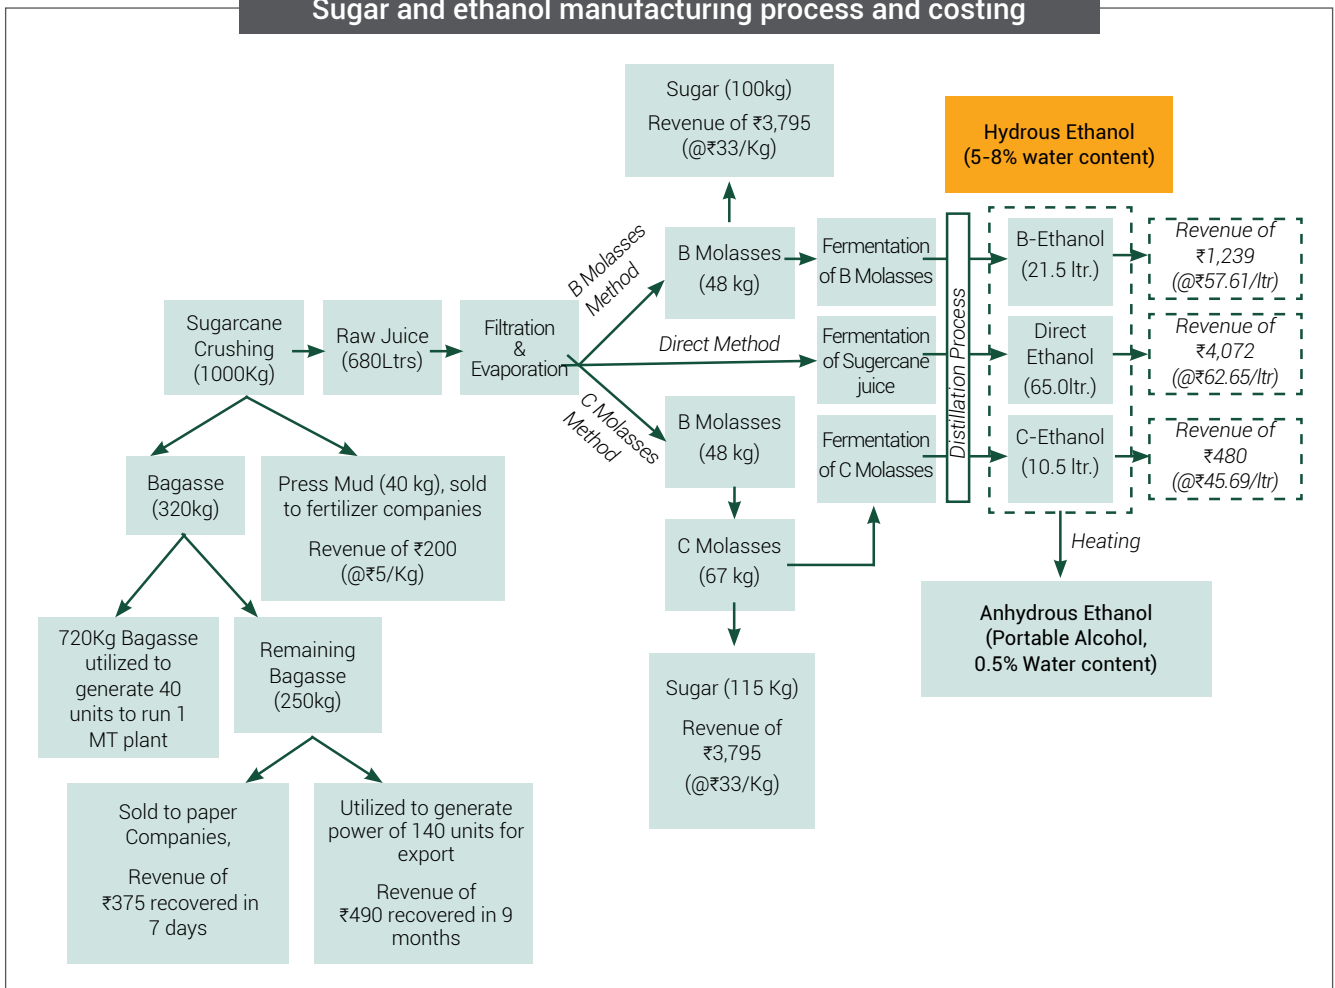 Sugar and ethanol manufacturing process and costing
Sugar (100kg)
Revenue of ₹3,795
(@₹33/Kg)
Hydrous Ethanol
(5-8% water content)
B Molasses
Method
B Molasses
(48 kg)
Fermentation
of B Molasses
Distillation Process
B-Ethanol
(21.5 ltr.)
Revenue of
₹1,239
(@₹57.61/ltr)
Sugarcane
Crushing
(1000Kg)
Raw Juice
(680Ltrs)
Filtration
&
Evaporation
Direct Method
Fermentation
of Sugercane
juice
Direct
Ethanol
(65.0ltr.)
Revenue of
₹4,072
(@₹62.65/ltr)
C Molasses
Method
B Molasses
(48 kg)
Fermentation
of C Molasses
C-Ethanol
(10.5 ltr.)
Revenue of
₹480
(@₹45.69/ltr)
Bagasse
(320kg)
Press Mud (40 kg), sold
to fertilizer companies
Revenue of ₹200
(@₹5/Kg)
C Molasses
(67 kg)
Heating
Anhydrous Ethanol
(Portable Alcohol,
0.5% Water content)
720Kg Bagasse
utilized to
generate 40
units to run 1
MT plant
Remaining
Bagasse
(250kg)
Sugar (115 Kg)
Revenue of
₹3,795
(@₹33/Kg)
Sold to paper
Companies,
Revenue of
₹375 recovered in
7 days
Utilized to generate
power of 140 units for
export
Revenue of
₹490 recovered in 9
months